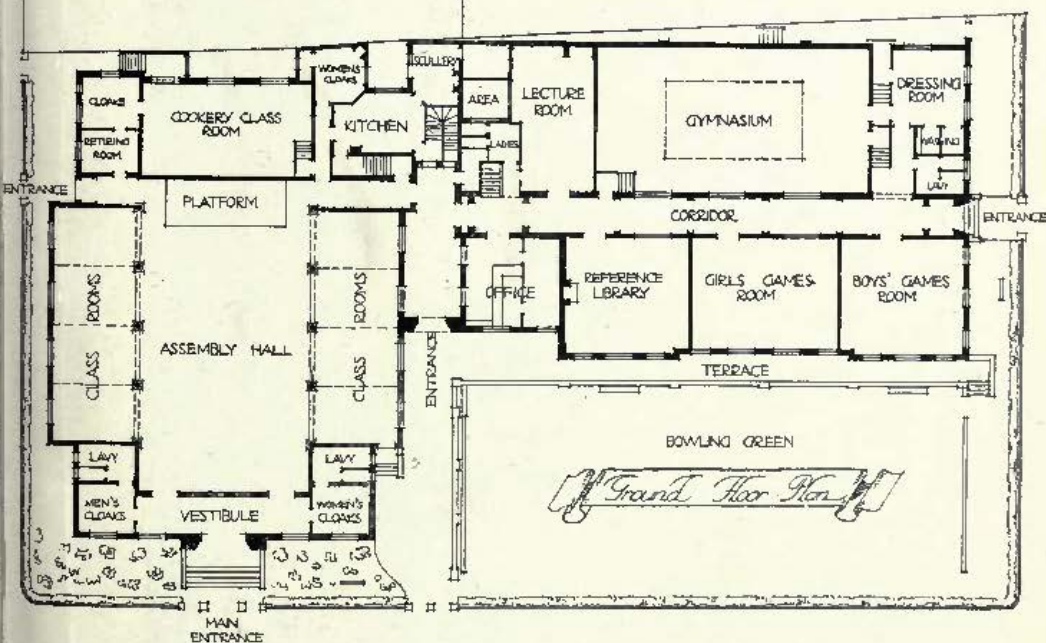 WOMEN'S
CLOAKS
SCULLERY
CLOAKS
COOKERY CLASS
ROOM
KITCHEN
AREA
LECTURE
ROOM
GYMNASIUM
DRESSING
ROOM
RETIRING
ROOM
LADIES
WASHING
LAVY
ENTRANCE
PLATFORM
CORRIDOR
ENTRANCE
CLASS ROOMS
ASSEMBLY HALL
CLASS ROOMS
ENTRANCE
OFFICE
REFERENCE
LIBRARY
GIRLS GAMES
ROOM
BOYS' GAMES
ROOM
TERRACE
BOWLING GREEN
Ground Floor Plan
LAVY
LAVY
MEN'S
CLOAKS
VESTIBULE
WOMEN'S
CLOAKS
MAIN
ENTRANCE